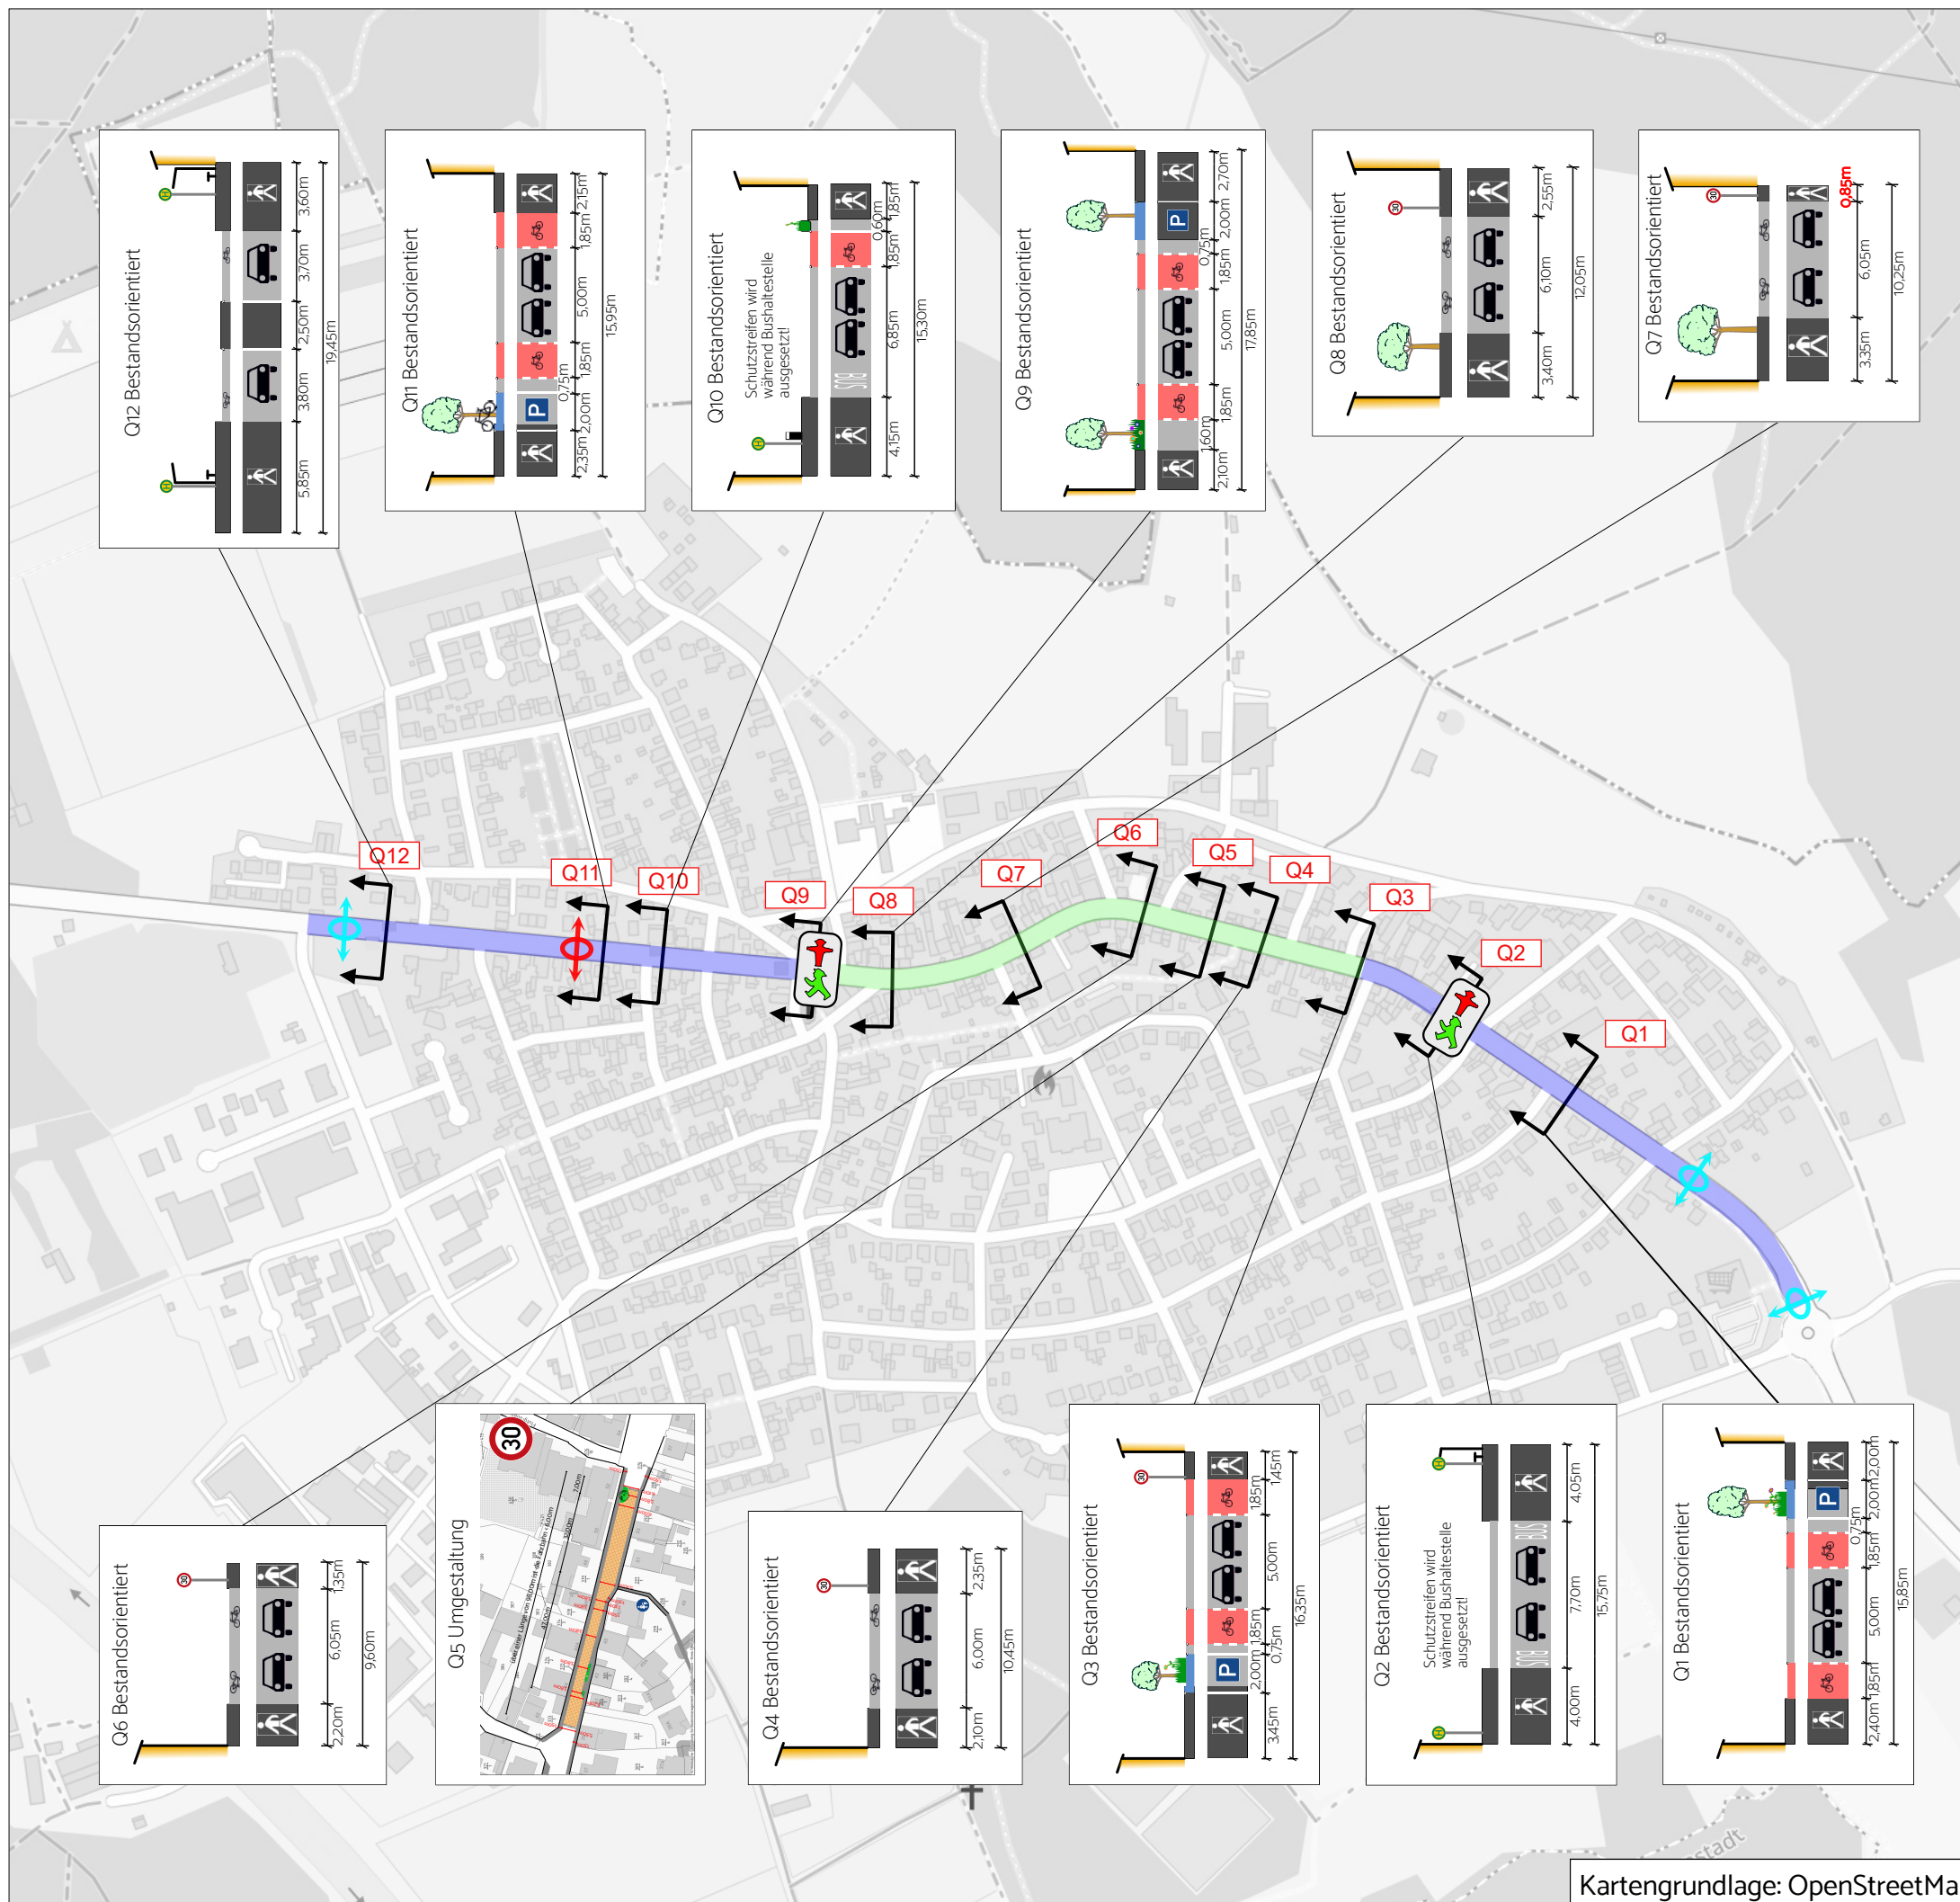 Q12 Bestandsorientiert
5,85m
3,80m
2,50m
3,70m
3,60m
19,45m
H
H
Q11 Bestandsorientiert
P
2,35m
2,00m
0,75m
1,85m
5,00m
1,85m
2,15m
15,95m
Q10 Bestandsorientiert
Schutzstreifen wird
während Bushaltestelle
ausgesetzt!
H
BUS
4,15m
6,85m
1,85m
0,60m
1,85m
15,30m
Q9 Bestandsorientiert
P
2,10m
1,60m
1,85m
5,00m
1,85m
0,75m
2,00m
2,70m
17,85m
Q8 Bestandsorientiert
30
3,40m
6,10m
2,55m
12,05m
Q7 Bestandsorientiert
30
3,35m
6,05m
0,85m
10,25m
Q12
Q11
Q10
Q9
Q8
Q7
Q6
Q5
Q4
Q3
Q2
Q1
Q6 Bestandsorientiert
30
2,20m
6,05m
1,35m
9,60m
Q5 Umgestaltung
30
Q4 Bestandsorientiert
30
2,10m
6,00m
2,35m
10,45m
Q3 Bestandsorientiert
30
P
3,45m
2,00m
0,75m
1,85m
5,00m
1,85m
1,45m
16,35m
Q2 Bestandsorientiert
Schutzstreifen wird
während Bushaltestelle
ausgesetzt!
H
H
BUS
BUS
4,00m
7,70m
4,05m
15,75m
Q1 Bestandsorientiert
P
2,40m
1,85m
5,00m
1,85m
0,75m
2,00m
2,00m
15,85m
Kartengrundlage: OpenStreetMa